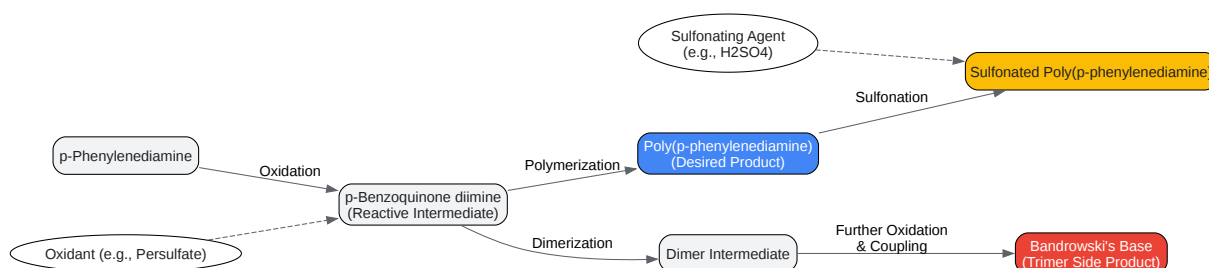 Sulfonating Agent
(e.g., H2SO4)
Sulfonated Poly(p-phenylenediamine)
Sulfonation
p-Phenylenediamine
Oxidation
Poly(p-phenylenediamine)
(Desired Product)
Polymerization
p-Benzoquinone diimine
(Reactive Intermediate)
Oxidant (e.g., Persulfate)
Dimerization
Dimer Intermediate
Further Oxidation
& Coupling
Bandrowski's Base
(Trimer Side Product)